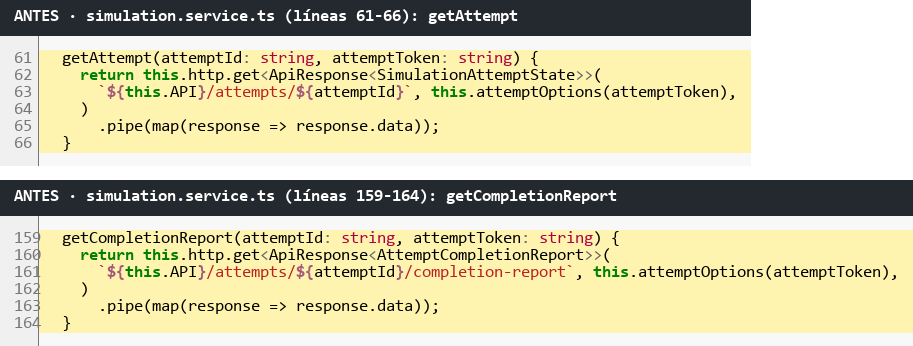 ANTES · simulation.service.ts (líneas 61-66): getAttempt
61 getAttempt(attemptId: string, attemptToken: string) {
62 return this.http.get<ApiResponse<SimulationAttemptState>>(
63 `${this.API}/attempts/${attemptId}`, this.attemptOptions(attemptToken),
64 )
65 .pipe(map(response => response.data));
66 }
ANTES · simulation.service.ts (líneas 159-164): getCompletionReport
159 getCompletionReport(attemptId: string, attemptToken: string) {
160 return this.http.get<ApiResponse<AttemptCompletionReport>>(
161 `${this.API}/attempts/${attemptId}/completion-report`, this.attemptOptions(attemptToken),
162 )
163 .pipe(map(response => response.data));
164 }